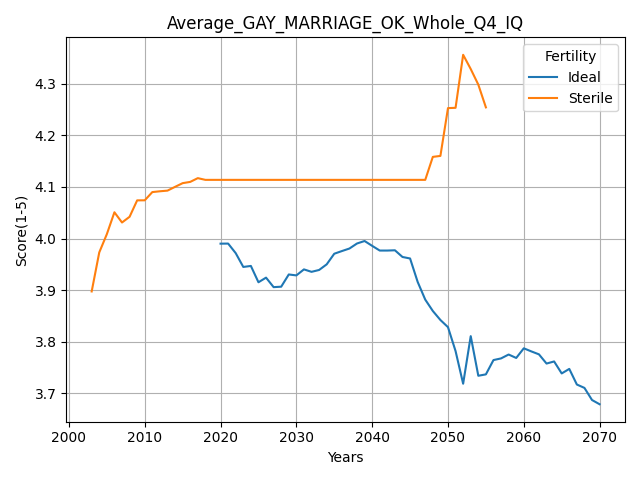 Average_GAY_MARRIAGE_OK_Whole_Q4_IQ
Fertility
Ideal
Sterile
Score(1-5)
4.3
4.2
4.1
4.0
3.9
3.8
3.7
2000 2010 2020 2030 2040 2050 2060 2070
Years